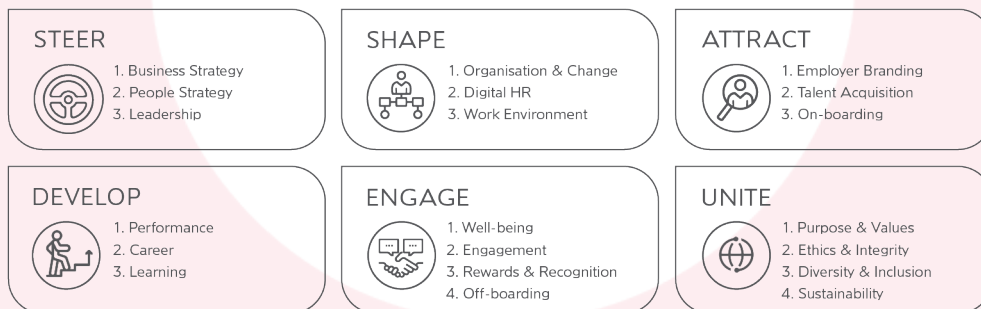 STEER
1. Business Strategy
2. People Strategy
3. Leadership
SHAPE
1. Organisation & Change
2. Digital HR
3. Work Environment
ATTRACT
1. Employer Branding
2. Talent Acquisition
3. On-boarding
DEVELOP
1. Performance
2. Career
3. Learning
ENGAGE
1. Well-being
2. Engagement
3. Rewards & Recognition
4. Off-boarding
UNITE
1. Purpose & Values
2. Ethics & Integrity
3. Diversity & Inclusion
4. Sustainability